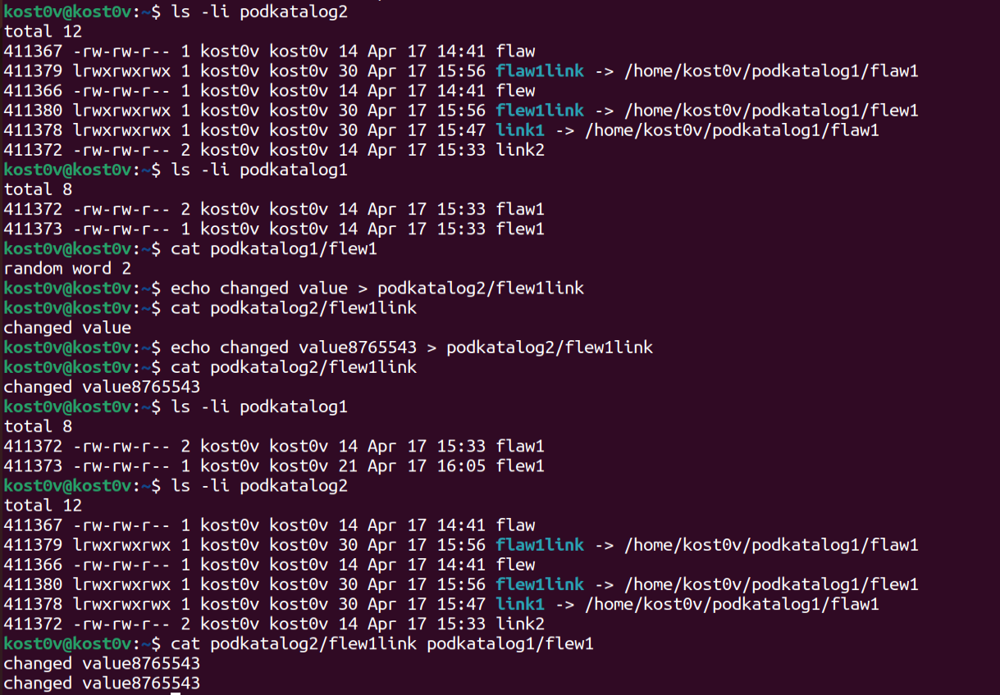 kost0v@kost0v:~$ ls -li podkatalog2
total 12
411367 -rw-rw-r-- 1 kost0v kost0v 14 Apr 17 14:41 flaw
411379 lrwxrwxrwx 1 kost0v kost0v 30 Apr 17 15:56 flaw1link -> /home/kost0v/podkatalog1/flaw1
411366 -rw-rw-r-- 1 kost0v kost0v 14 Apr 17 14:41 flew
411380 lrwxrwxrwx 1 kost0v kost0v 30 Apr 17 15:56 flew1link -> /home/kost0v/podkatalog1/flew1
411378 lrwxrwxrwx 1 kost0v kost0v 30 Apr 17 15:47 link1 -> /home/kost0v/podkatalog1/flaw1
411372 -rw-rw-r-- 2 kost0v kost0v 14 Apr 17 15:33 link2
kost0v@kost0v:~$ ls -li podkatalog1
total 8
411372 -rw-rw-r-- 2 kost0v kost0v 14 Apr 17 15:33 flaw1
411373 -rw-rw-r-- 1 kost0v kost0v 14 Apr 17 15:33 flew1
kost0v@kost0v:~$ cat podkatalog1/flew1
random word 2
kost0v@kost0v:~$ echo changed value > podkatalog2/flew1link
kost0v@kost0v:~$ cat podkatalog2/flew1link
changed value
kost0v@kost0v:~$ echo changed value8765543 > podkatalog2/flew1link
kost0v@kost0v:~$ cat podkatalog2/flew1link
changed value8765543
kost0v@kost0v:~$ ls -li podkatalog1
total 8
411372 -rw-rw-r-- 2 kost0v kost0v 14 Apr 17 15:33 flaw1
411373 -rw-rw-r-- 1 kost0v kost0v 21 Apr 17 16:05 flew1
kost0v@kost0v:~$ ls -li podkatalog2
total 12
411367 -rw-rw-r-- 1 kost0v kost0v 14 Apr 17 14:41 flaw
411379 lrwxrwxrwx 1 kost0v kost0v 30 Apr 17 15:56 flaw1link -> /home/kost0v/podkatalog1/flaw1
411366 -rw-rw-r-- 1 kost0v kost0v 14 Apr 17 14:41 flew
411380 lrwxrwxrwx 1 kost0v kost0v 30 Apr 17 15:56 flew1link -> /home/kost0v/podkatalog1/flew1
411378 lrwxrwxrwx 1 kost0v kost0v 30 Apr 17 15:47 link1 -> /home/kost0v/podkatalog1/flaw1
411372 -rw-rw-r-- 2 kost0v kost0v 14 Apr 17 15:33 link2
kost0v@kost0v:~$ cat podkatalog2/flew1link podkatalog1/flew1
changed value8765543
changed value8765543